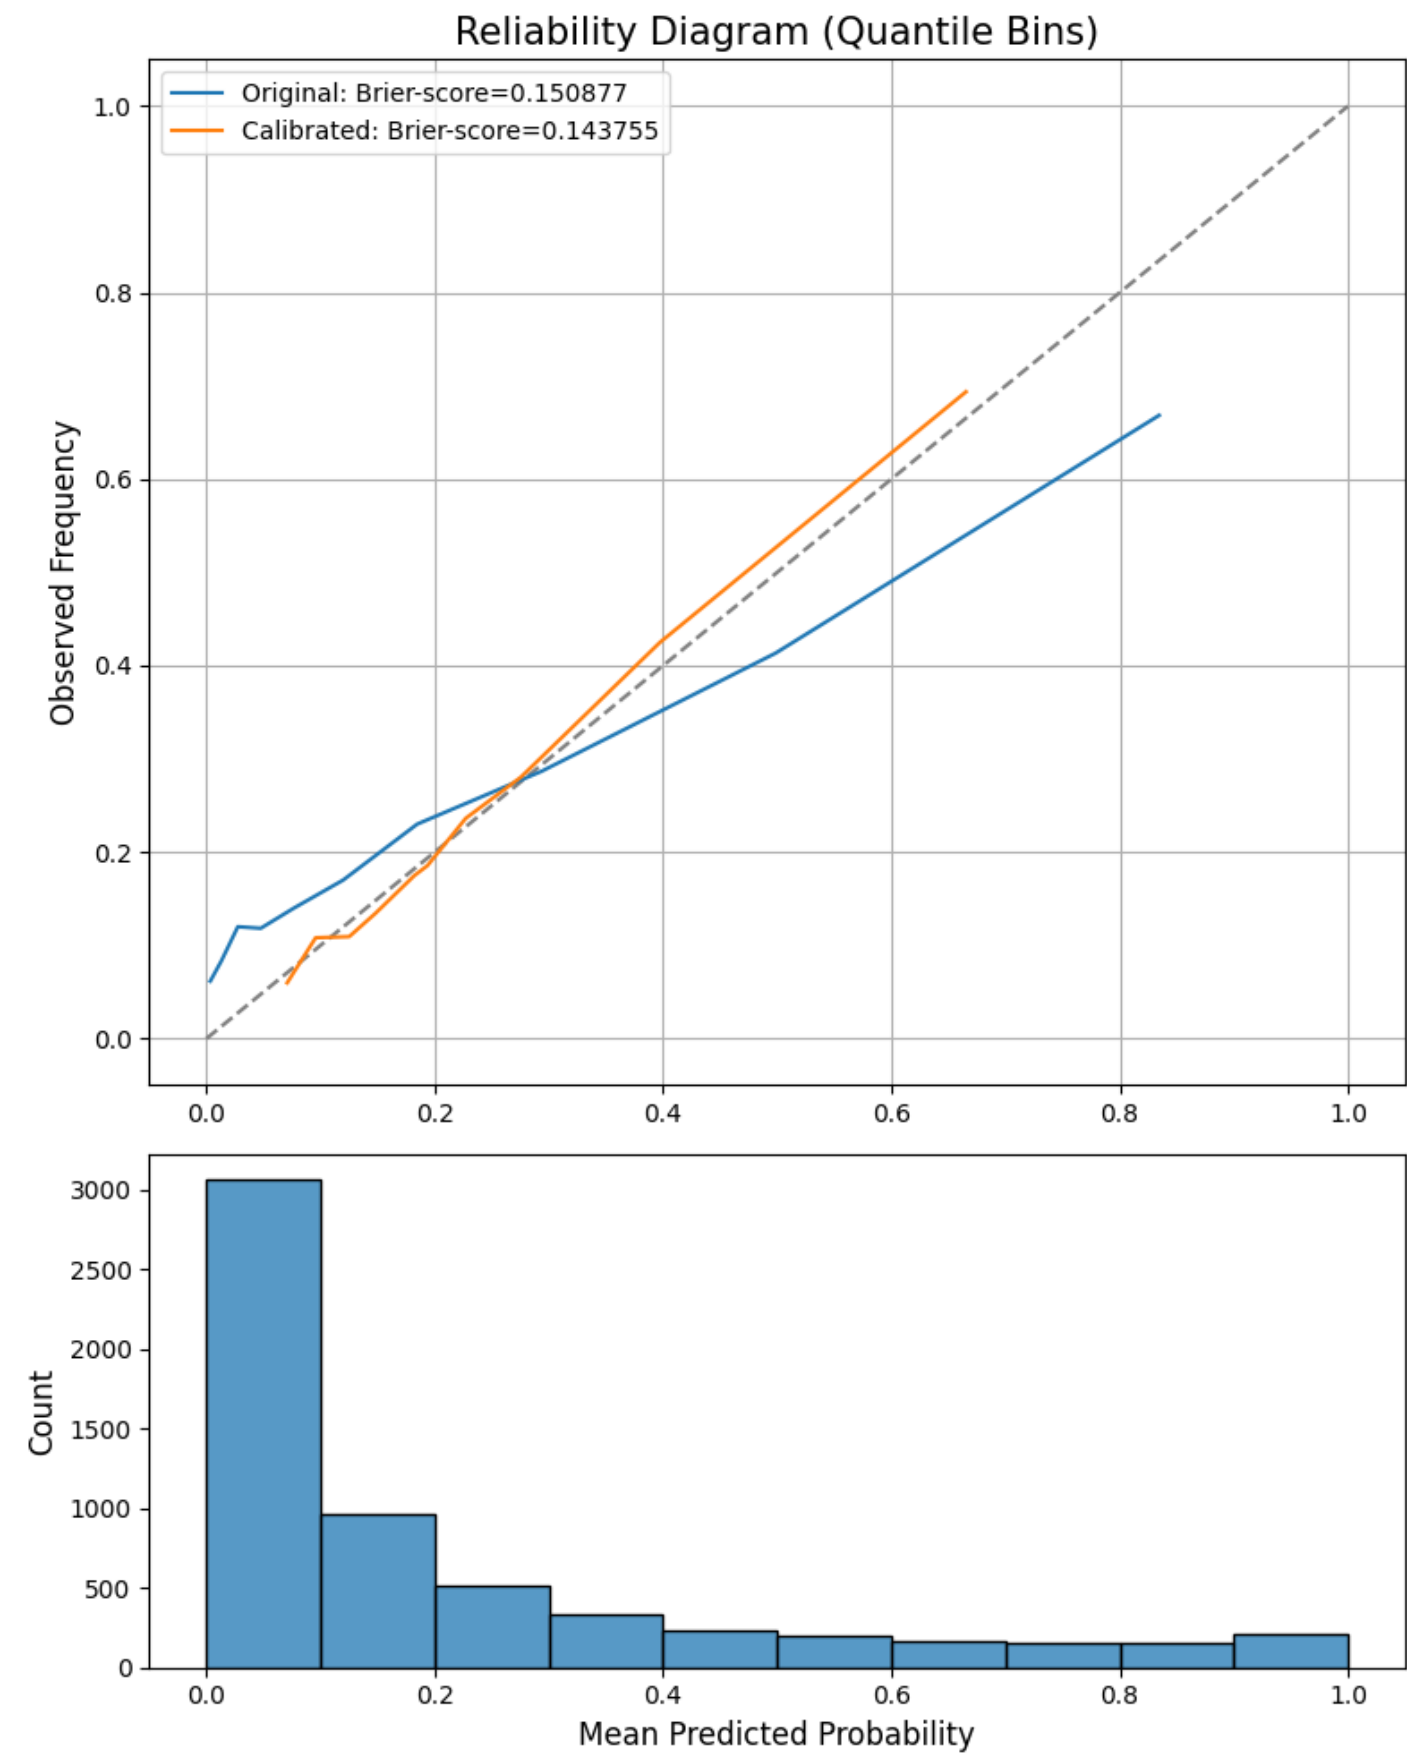 Reliability Diagram (Quantile Bins)
Original: Brier-score=0.150877
Calibrated: Brier-score=0.143755
1.0
0.8
0.6
0.4
0.2
0.0
Observed Frequency
0.0 0.2 0.4 0.6 0.8 1.0
3000
2500
2000
1500
1000
500
0
Count
0.0 0.2 0.4 0.6 0.8 1.0
Mean Predicted Probability